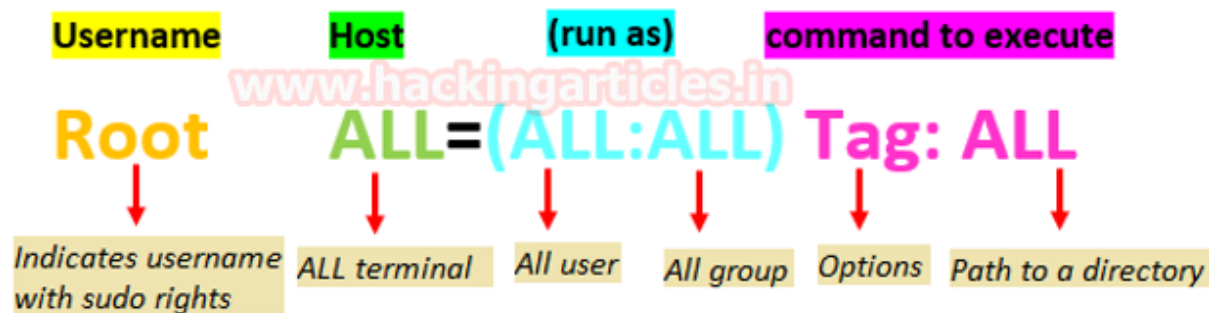 Username Host (run as) command to execute
www.hackingarticles.in
Root ALL=(ALL:ALL) Tag: ALL
Indicates username with sudo rights
ALL terminal
All user
All group
Options
Path to a directory